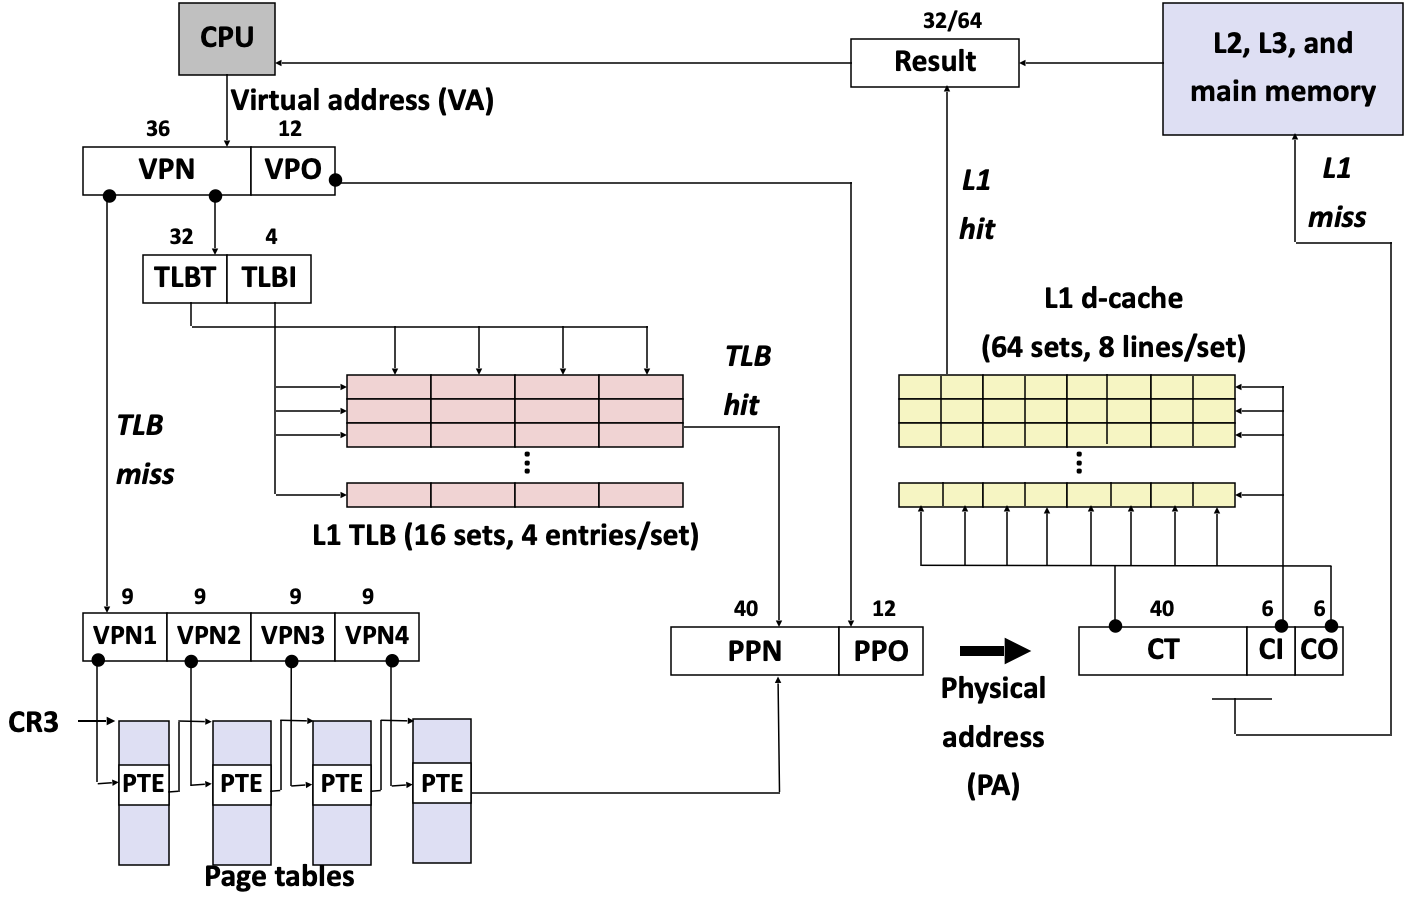 CPU
32/64
Result
L2, L3, and
main memory
Virtual address (VA)
36
12
VPN
VPO
L1
hit
L1
miss
32
4
TLBT
TLBI
L1 d-cache
(64 sets, 8 lines/set)
TLB
hit
TLB
miss
L1 TLB (16 sets, 4 entries/set)
9
9
9
9
VPN1
VPN2
VPN3
VPN4
40
12
PPN
PPO
40
6
6
CT
CI
CO
Physical
address
(PA)
CR3
PTE
PTE
PTE
PTE
Page tables